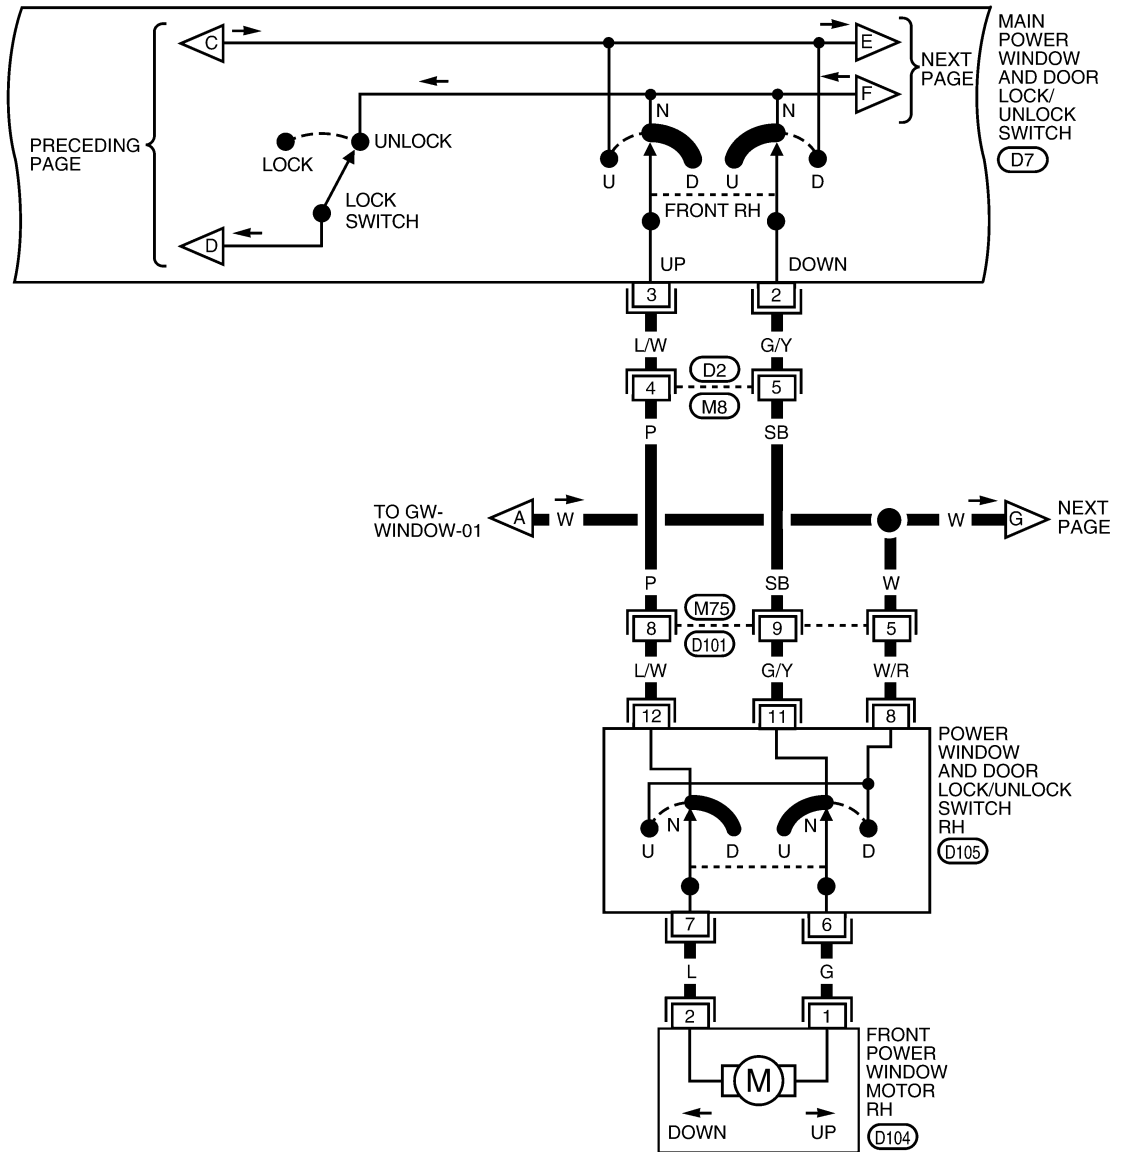 C
E
MAIN
POWER
WINDOW
AND DOOR
LOCK/
UNLOCK
SWITCH
D7
NEXT
PAGE
F
N
N
PRECEDING
PAGE
LOCK
UNLOCK
U
D
U
D
LOCK
SWITCH
FRONT RH
D
UP
DOWN
3
2
L/W
G/Y
D2
4
5
M8
P
SB
TO GW-
WINDOW-01
A
W
W
G
NEXT
PAGE
P
SB
W
M75
8
9
5
D101
L/W
G/Y
W/R
12
11
8
POWER
WINDOW
AND DOOR
LOCK/UNLOCK
SWITCH
RH
D105
N
N
U
D
U
D
7
6
L
G
2
1
FRONT
POWER
WINDOW
MOTOR
RH
D104
M
DOWN
UP